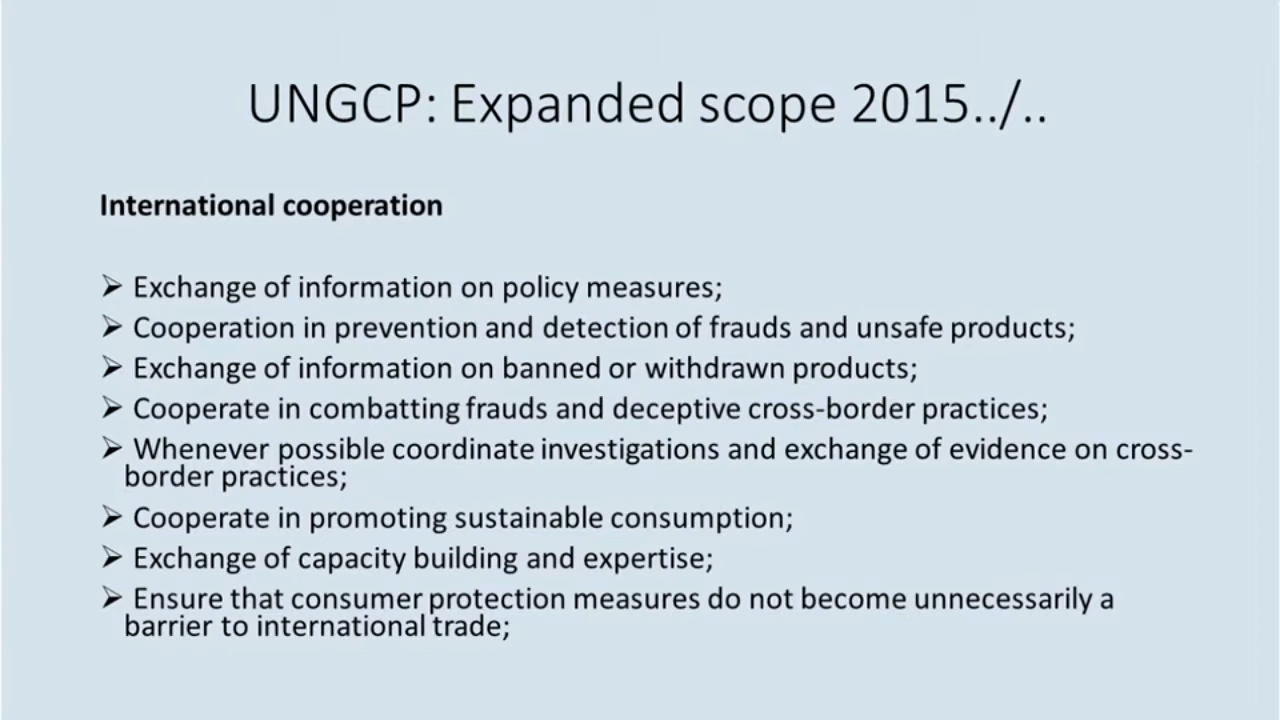 UNGCP: Expanded scope 2015../..
International cooperation
➢ Exchange of information on policy measures;
➢ Cooperation in prevention and detection of frauds and unsafe products;
➢ Exchange of information on banned or withdrawn products;
➢ Cooperate in combatting frauds and deceptive cross-border practices;
➢ Whenever possible coordinate investigations and exchange of evidence on cross-
border practices;
➢ Cooperate in promoting sustainable consumption;
➢ Exchange of capacity building and expertise;
➢ Ensure that consumer protection measures do not become unnecessarily a
barrier to international trade;